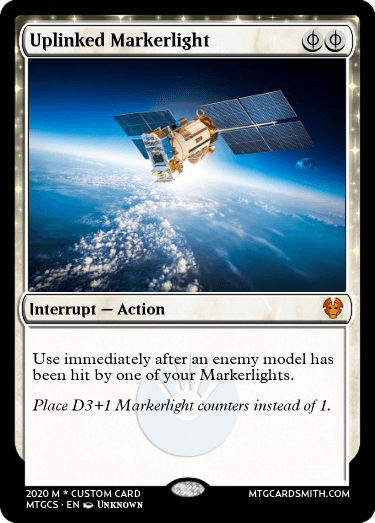 Uplinked Markerlight
Interrupt — Action
Use immediately after an enemy model has
been hit by one of your Markerlights.
Place D3+1 Markerlight counters instead of 1.
2020 M * CUSTOM CARD
MTGCS · EN Unknown
MTGCARDSMITH.COM